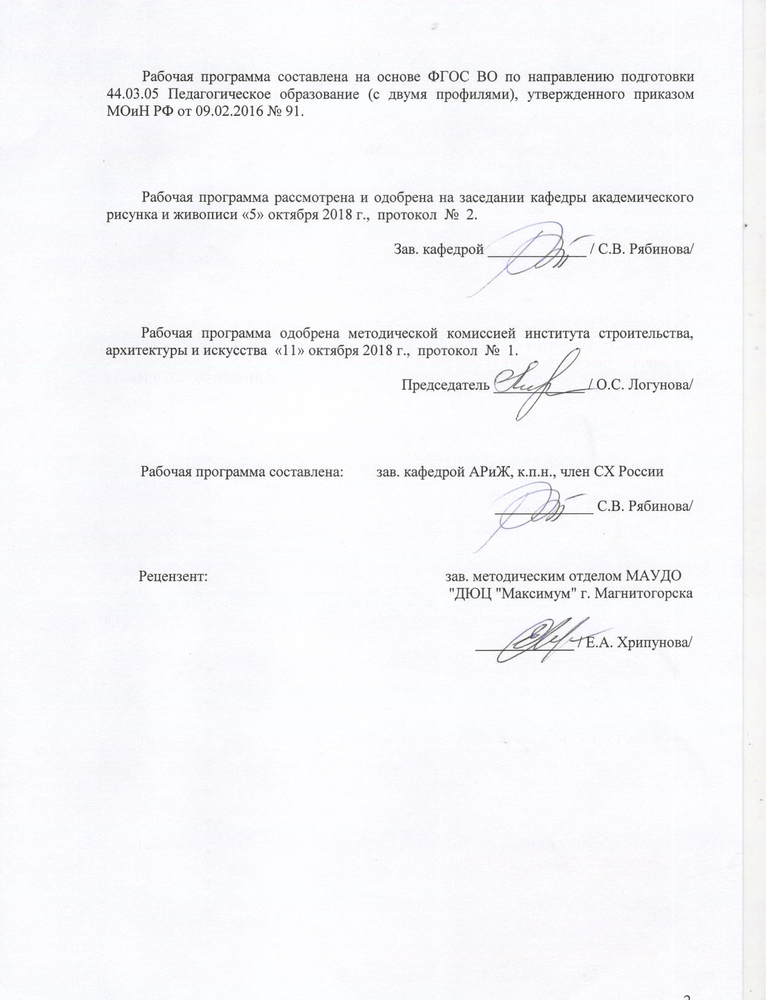 Рабочая программа составлена на основе ФГОС ВО по направлению подготовки
44.03.05 Педагогическое образование (с двумя профилями), утвержденного приказом
МОиН РФ от 09.02.2016 № 91.
Рабочая программа рассмотрена и одобрена на заседании кафедры академического
рисунка и живописи «5» октября 2018 г., протокол № 2.
Зав. кафедрой _____________ / С.В. Рябинова/
Рабочая программа одобрена методической комиссией института строительства,
архитектуры и искусства «11» октября 2018 г., протокол № 1.
Председатель ____________/ О.С. Логунова/
Рабочая программа составлена: зав. кафедрой АРиЖ, к.п.н., член СХ России
_____________ С.В. Рябинова/
Рецензент: зав. методическим отделом МАУДО
"ДЮЦ "Максимум" г. Магнитогорска
_____________ / Е.А. Хрипунова/